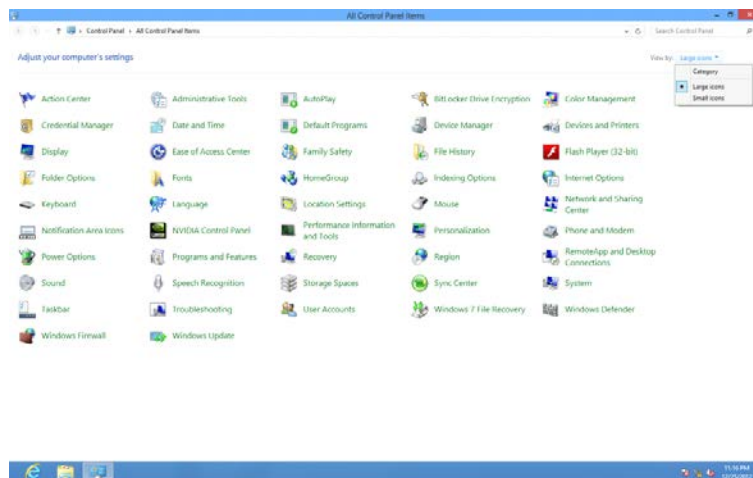 All Control Panel Items
Control Panel ▸ All Control Panel Items
Search Control Panel
Adjust your computer's settings
View by: Large icons
Category
Large icons
Small icons
Action Center
Administrative Tools
AutoPlay
BitLocker Drive Encryption
Color Management
Credential Manager
Date and Time
Default Programs
Device Manager
Devices and Printers
Display
Ease of Access Center
Family Safety
File History
Flash Player (32-bit)
Folder Options
Fonts
HomeGroup
Indexing Options
Internet Options
Keyboard
Language
Location Settings
Mouse
Network and Sharing
Center
Notification Area Icons
NVIDIA Control Panel
Performance Information
and Tools
Personalization
Phone and Modem
Power Options
Programs and Features
Recovery
Region
RemoteApp and Desktop
Connections
Sound
Speech Recognition
Storage Spaces
Sync Center
System
Taskbar
Troubleshooting
User Accounts
Windows 7 File Recovery
Windows Defender
Windows Firewall
Windows Update